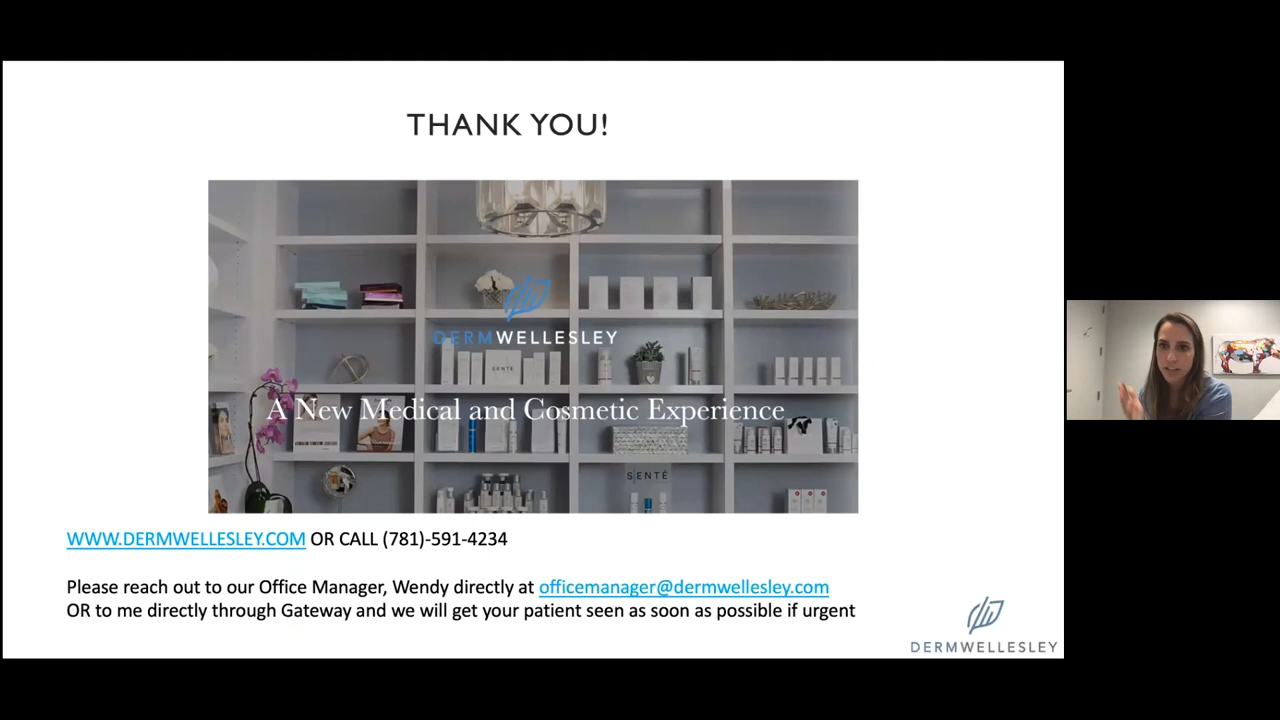 THANK YOU!
DERMWELLESLEY
SENTÉ
A New Medical and Cosmetic Experience
SENTÉ
WWW.DERMWELLESLEY.COM OR CALL (781)-591-4234
Please reach out to our Office Manager, Wendy directly at officemanager@dermwellesley.com
OR to me directly through Gateway and we will get your patient seen as soon as possible if urgent
DERMWELLESLEY